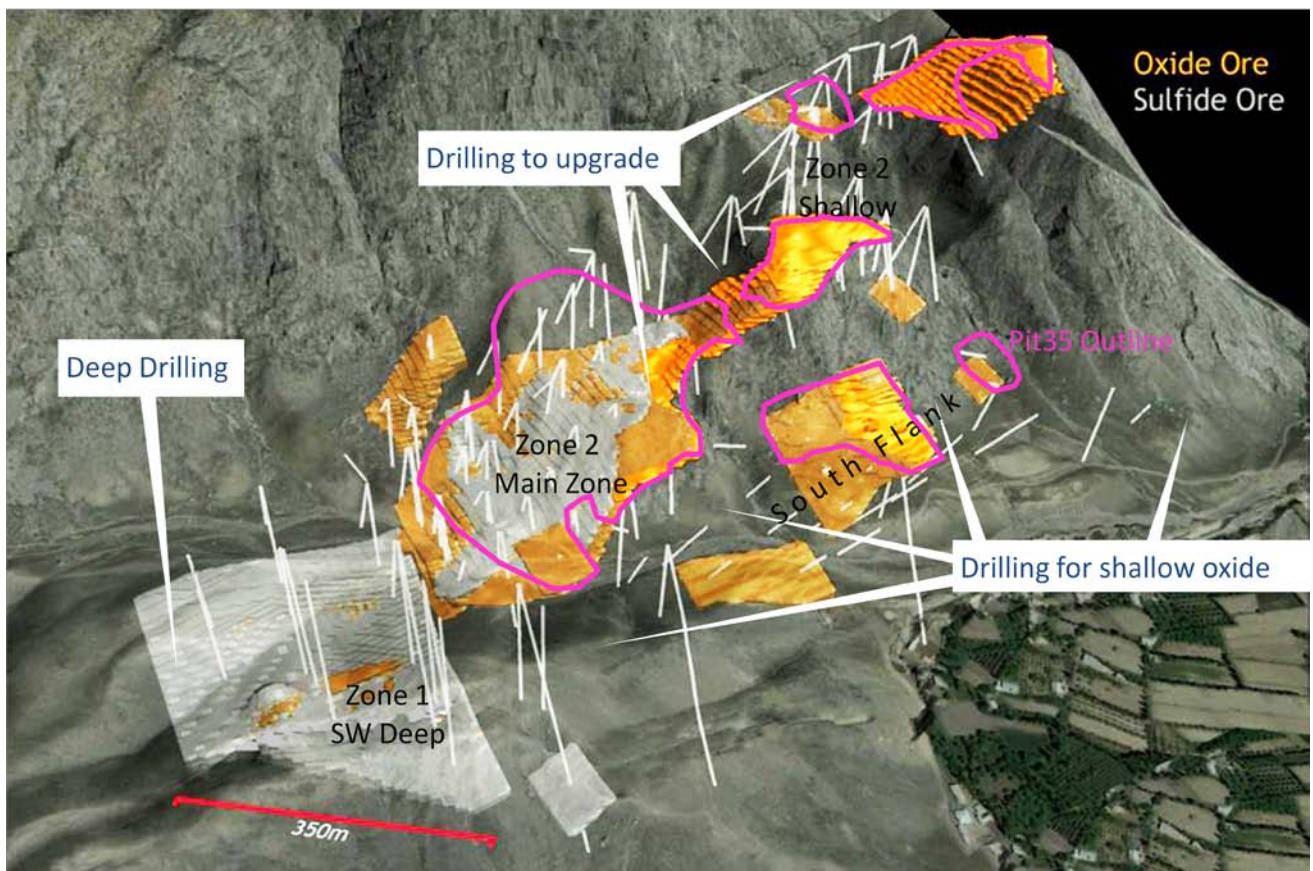 Oxide Ore
Sulfide Ore
Drilling to upgrade
Zone 2
Shallow
Pit35 Outline
Deep Drilling
Zone 2
Main Zone
South Flank
Drilling for shallow oxide
Zone 1
SW Deep
350m